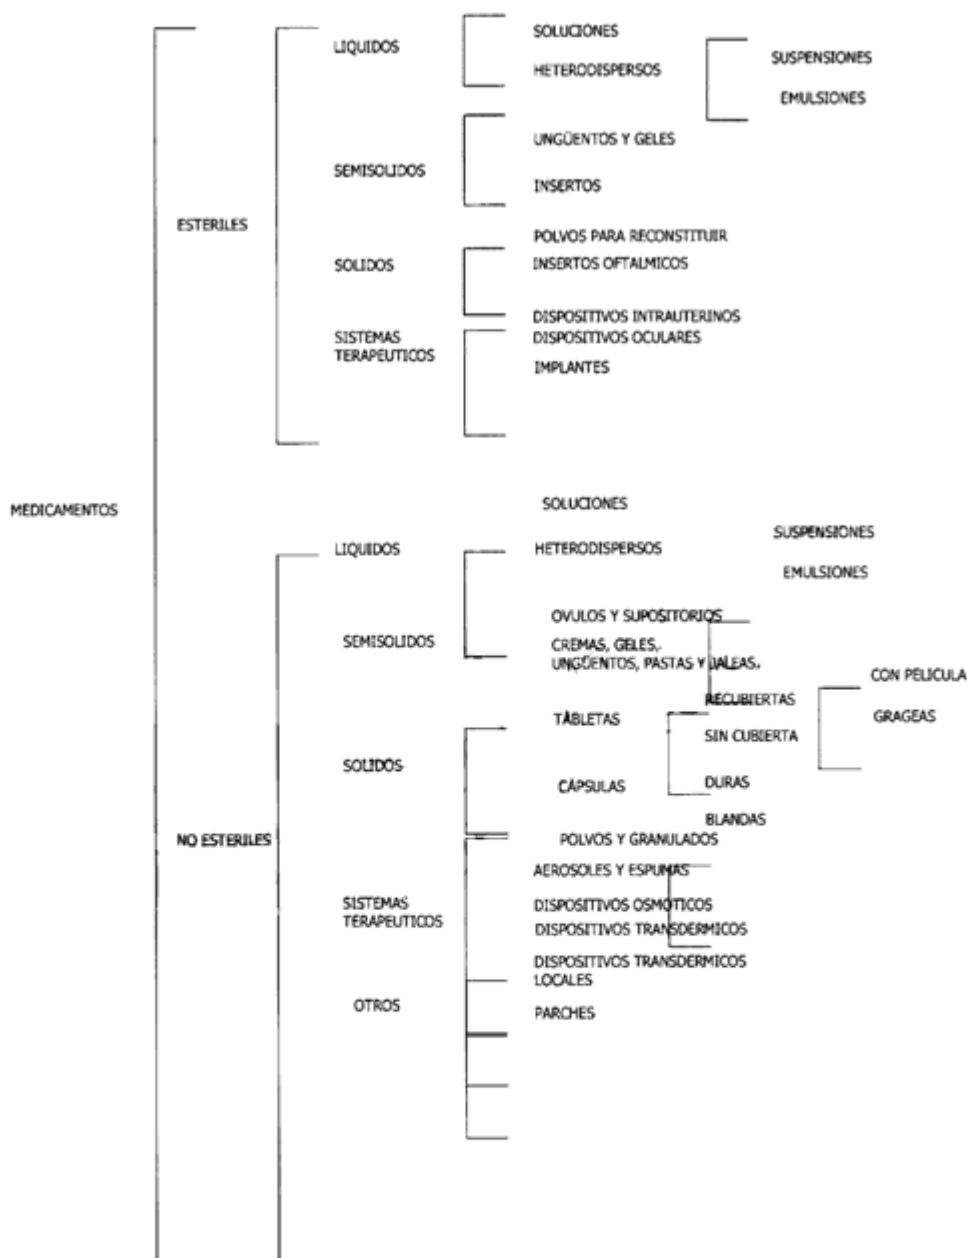 LIQUIDOS
SOLUCIONES
HETERODISPERSOS
SUSPENSIONES
EMULSIONES
SEMISOLIDOS
UNGÜENTOS Y GELES
INSERTOS
ESTERILES
SOLIDOS
POLVOS PARA RECONSTITUIR
INSERTOS OFTALMICOS
SISTEMAS
TERAPEUTICOS
DISPOSITIVOS INTRAUTERINOS
DISPOSITIVOS OCULARES
IMPLANTES
MEDICAMENTOS
LIQUIDOS
SOLUCIONES
HETERODISPERSOS
SUSPENSIONES
EMULSIONES
SEMISOLIDOS
OVULOS Y SUPOSITORIOS
CREMAS, GELES,
UNGÜENTOS, PASTAS Y JALEAS.
SOLIDOS
TABLETAS
RECUBIERTAS
CON PELICULA
GRAGEAS
SIN CUBIERTA
CAPSULAS
DURAS
BLANDAS
NO ESTERILES
POLVOS Y GRANULADOS
SISTEMAS
TERAPEUTICOS
AEROSOLES Y ESPUMAS
DISPOSITIVOS OSMOTICOS
DISPOSITIVOS TRANSDERMICOS
DISPOSITIVOS TRANSDERMICOS
LOCALES
OTROS
PARCHES